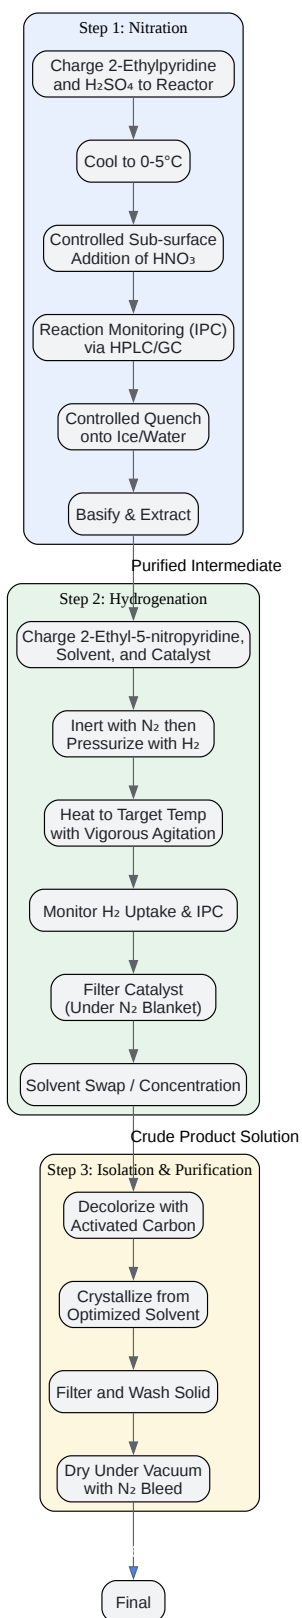 Step 1: Nitration
Charge 2-Ethylpyridine
and H₂SO₄ to Reactor
Cool to 0-5°C
Controlled Sub-surface
Addition of HNO₃
Reaction Monitoring (IPC)
via HPLC/GC
Controlled Quench
onto Ice/Water
Basify & Extract
Purified Intermediate
Step 2: Hydrogenation
Charge 2-Ethyl-5-nitropyridine,
Solvent, and Catalyst
Inert with N₂ then
Pressurize with H₂
Heat to Target Temp
with Vigorous Agitation
Monitor H₂ Uptake & IPC
Filter Catalyst
(Under N₂ Blanket)
Solvent Swap / Concentration
Crude Product Solution
Step 3: Isolation & Purification
Decolorize with
Activated Carbon
Crystallize from
Optimized Solvent
Filter and Wash Solid
Dry Under Vacuum
with N₂ Bleed
Final